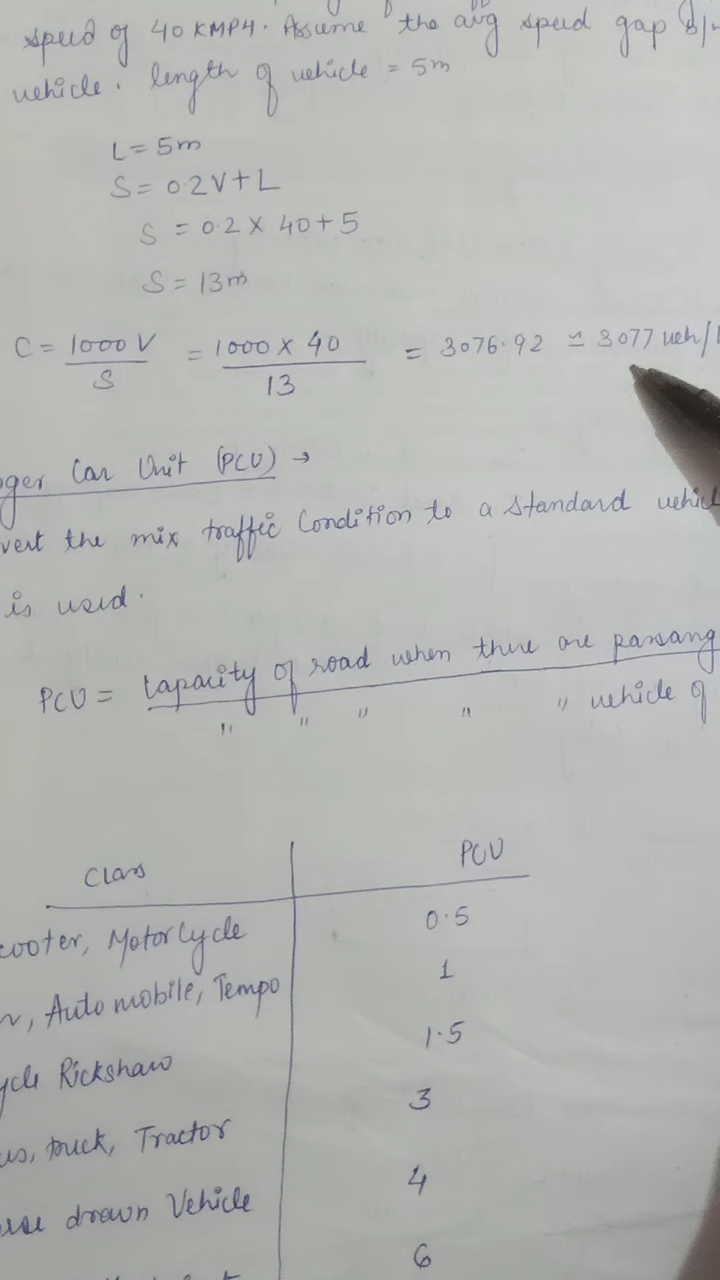 speed of 40 KMPH. Assume the avg speed gap b/w
vehicle. length of vehicle = 5m
L = 5m
S = 0.2V + L
S = 0.2 × 40 + 5
S = 13m
C = 1000 V / S = 1000 × 40 / 13 = 3076.92 ≃ 3077 veh/
nger Car Unit (PCU) →
vert the mix traffic Condition to a standard vehicl
is used.
PCU = Capacity of road when there are passang
" " " " " vehicle of
Class PCU
cooter, Motorcycle 0.5
Automobile, Tempo 1
ycle Rickshaw 1.5
us, truck, Tractor 3
drawn Vehicle 4
6